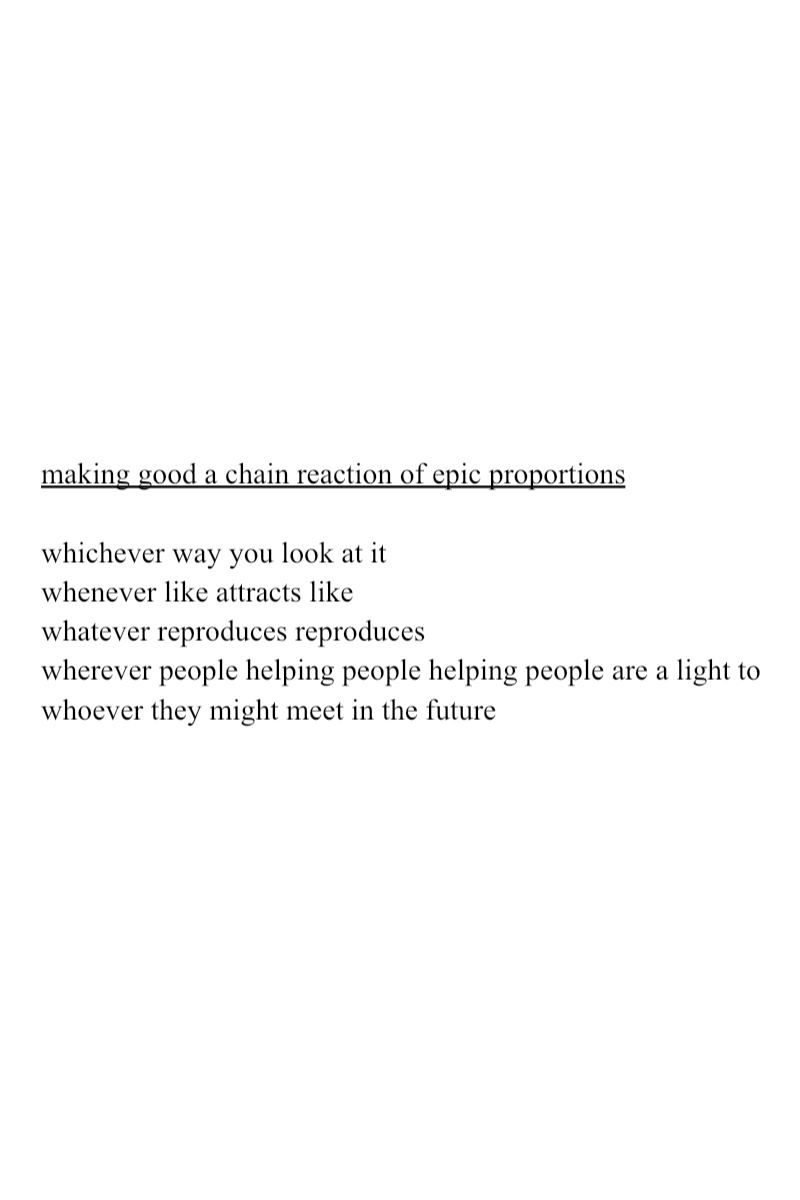 making good a chain reaction of epic proportions
whichever way you look at it
whenever like attracts like
whatever reproduces reproduces
wherever people helping people helping people are a light to
whoever they might meet in the future